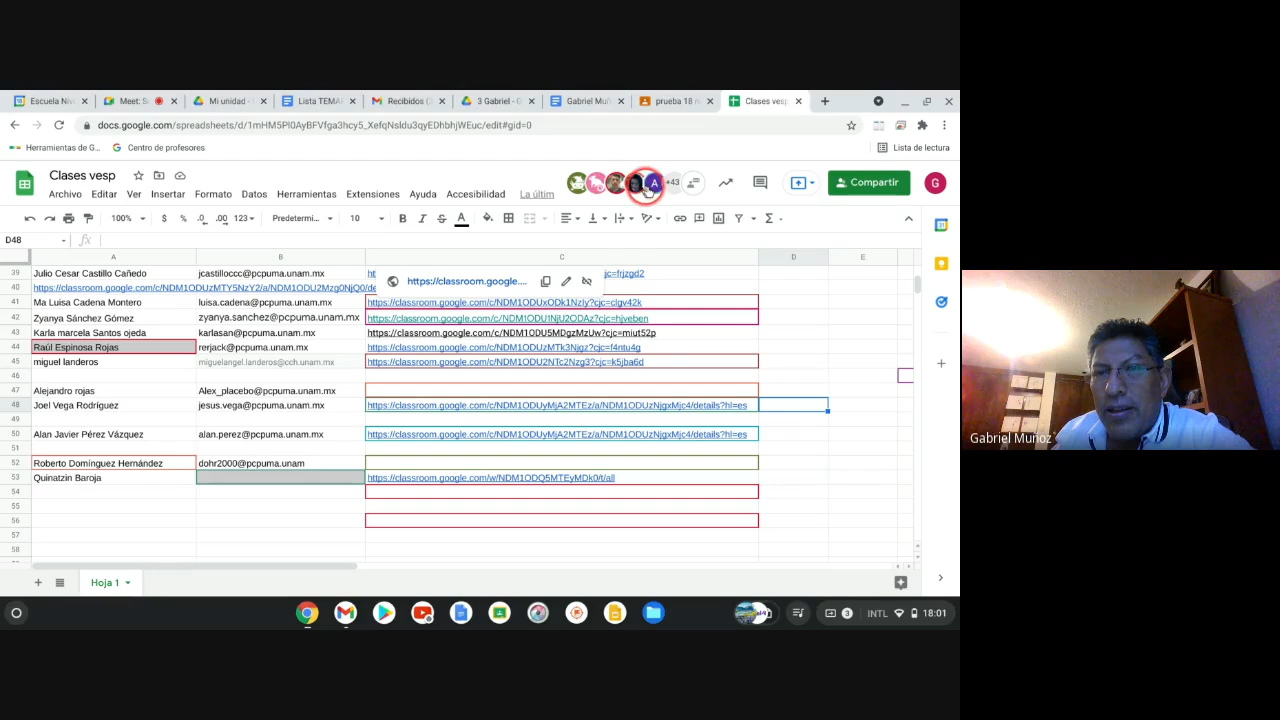 Escuela Niv
Meet: S
Mi unidad -
Lista TEMA
Recibidos (
3 Gabriel - G
Gabriel Mu
prueba 18 n
Clases vesp
docs.google.com/spreadsheets/d/1mHM5Pl0AyBFVfga3hcy5_XefqNsldu3qyEDhbhjWEuc/edit#gid=0
Herramientas de G...
Centro de profesores
Lista de lectura
Clases vesp
A
+43
Compartir
G
Archivo Editar Ver Insertar Formato Datos Herramientas Extensiones Ayuda Accesibilidad La últim
100% $ % .0 .00 123 Predetermi... 10 B I S A
D48 fx
A B C D E
39 Julio Cesar Castillo Cañedo jcastilloccc@pcpuma.unam.mx ht =frjzgd2
https://classroom.google....
40 https://classroom.google.com/c/NDM1ODUzMTY5NzY2/a/NDM1ODU2Mzg0NjQ0/de
41 Ma Luisa Cadena Montero luisa.cadena@pcpuma.unam.mx https://classroom.google.com/c/NDM1ODUxODk1NzIy?cjc=clgv42k
42 Zyanya Sánchez Gómez zyanya.sanchez@pcpuma.unam.mx https://classroom.google.com/c/NDM1ODU1NjU2ODAz?cjc=hjveben
43 Karla marcela Santos ojeda karlasan@pcpuma.unam.mx https://classroom.google.com/c/NDM1ODU5MDgzMzUw?cjc=miut52p
44 Raúl Espinosa Rojas rerjack@pcpuma.unam.mx https://classroom.google.com/c/NDM1ODUzMTk3Njgz?cjc=f4ntu4g
45 miguel landeros miguelangel.landeros@cch.unam.mx https://classroom.google.com/c/NDM1ODU2NTc2Nzg3?cjc=k5jba6d
46
47 Alejandro rojas Alex_placebo@pcpuma.unam.mx
48 Joel Vega Rodríguez jesus.vega@pcpuma.unam.mx https://classroom.google.com/c/NDM1ODUyMjA2MTEz/a/NDM1ODUzNjgxMjc4/details?hl=es
49
50 Alan Javier Pérez Vázquez alan.perez@pcpuma.unam.mx https://classroom.google.com/c/NDM1ODUyMjA2MTEz/a/NDM1ODUzNjgxMjc4/details?hl=es
51
52 Roberto Domínguez Hernández dohr2000@pcpuma.unam
53 Quinatzin Baroja https://classroom.google.com/w/NDM1ODQ5MTEyMDk0/t/all
54
55
56
57
58
Hoja 1
3 INTL 18:01
Gabriel Muñoz